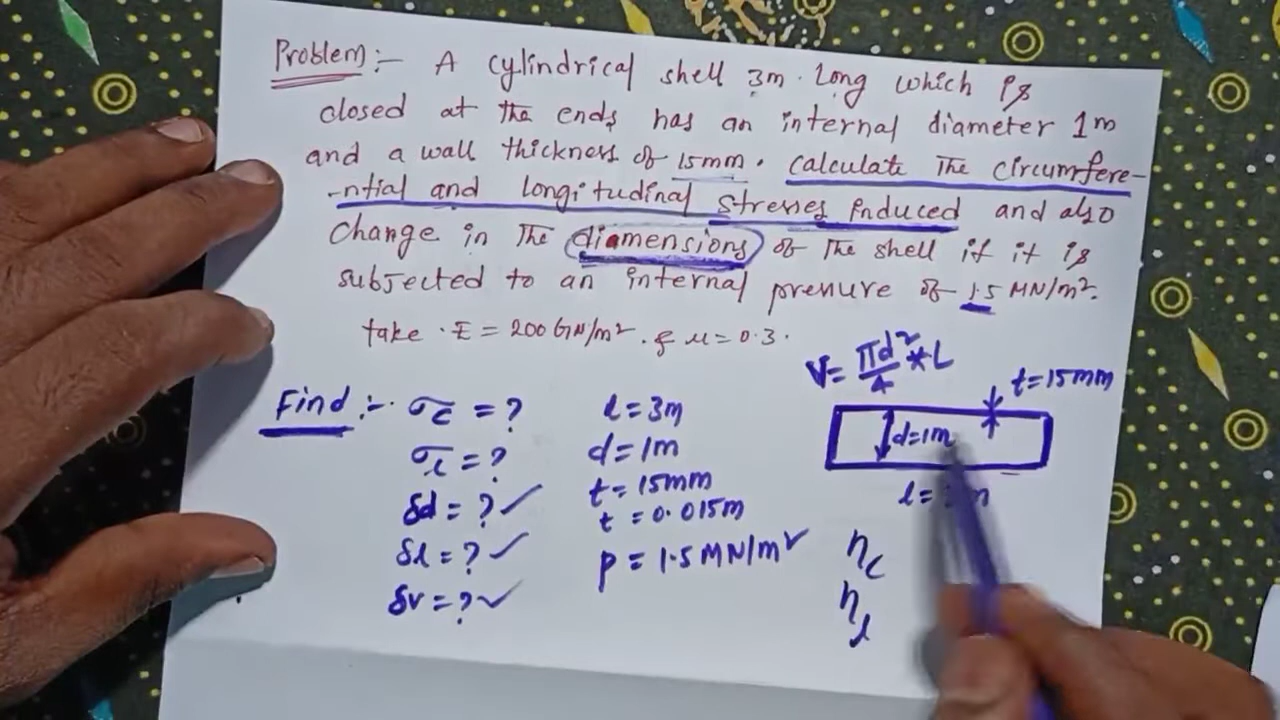 Problem:- A cylindrical shell 3m. Long which is
closed at the ends has an internal diameter 1m
and a wall thickness of 15mm. calculate The circumfere-
-ntial and longitudinal stresses induced and also
change in The diamensions of The shell if it is
subjected to an internal pressure of 1.5 MN/m².
take E = 200 GN/m². & μ = 0.3.
Find:- σc = ?
σl = ?
δd = ? ✓
δl = ? ✓
δv = ? ✓
l = 3m
d = 1m
t = 15mm
t = 0.015m
p = 1.5 MN/m²
V = πd²/4 * L
t = 15mm
d = 1m
l =
ηc
ηl